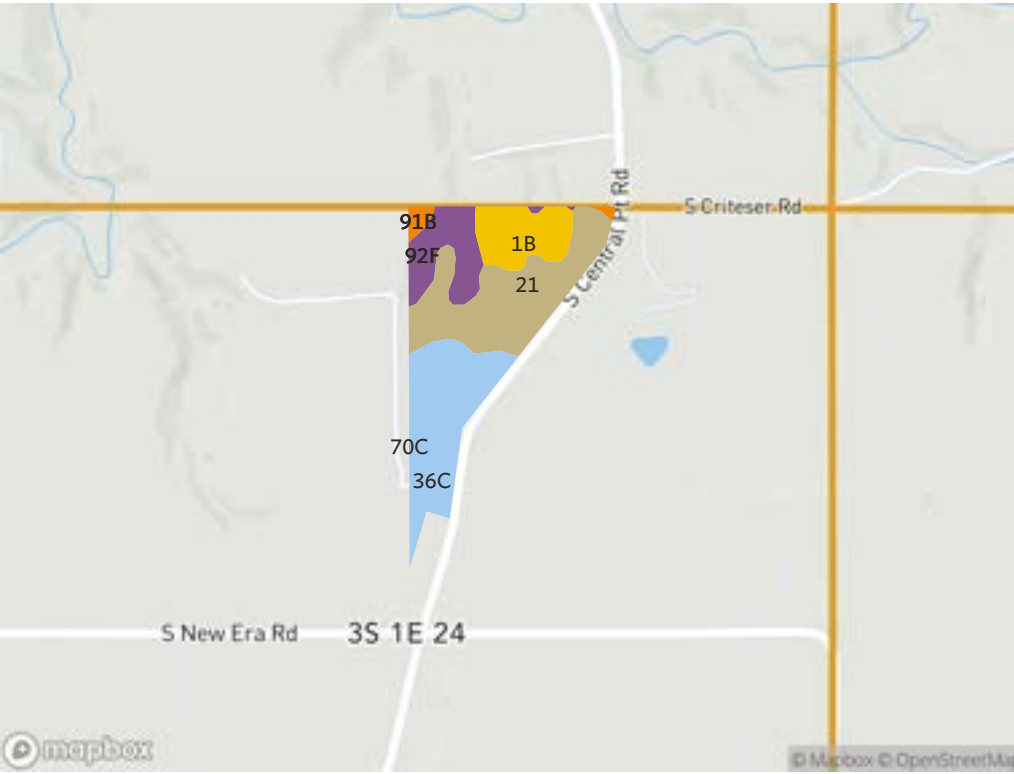 S Central Pt Rd
S Criteser Rd
91B
1B
92F
21
70C
36C
S New Era Rd
3S 1E 24
mapbox
© Mapbox © OpenStreetMap